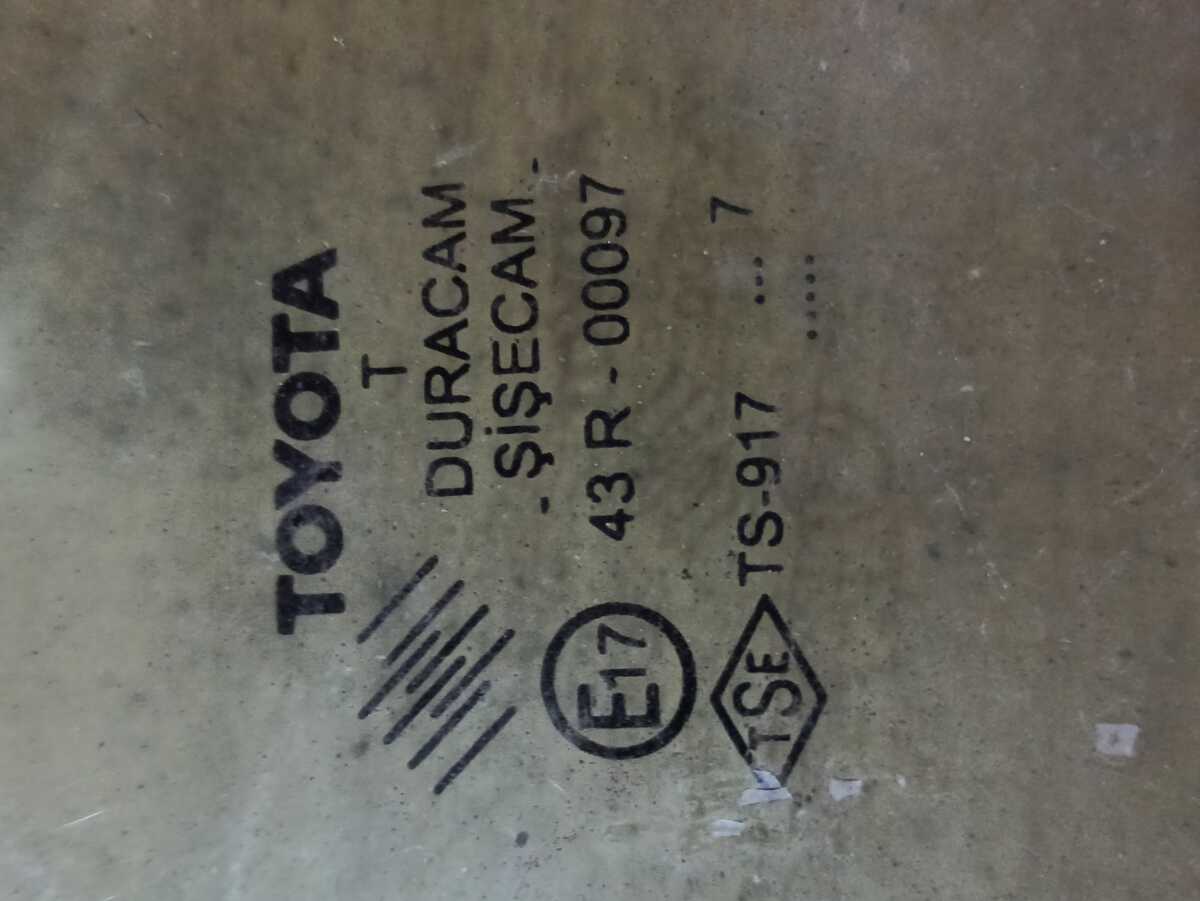 TOYOTA
T
DURACAM
- ŞİŞECAM -
E17 43 R - 00097
TSE TS-917 ... 7
.....